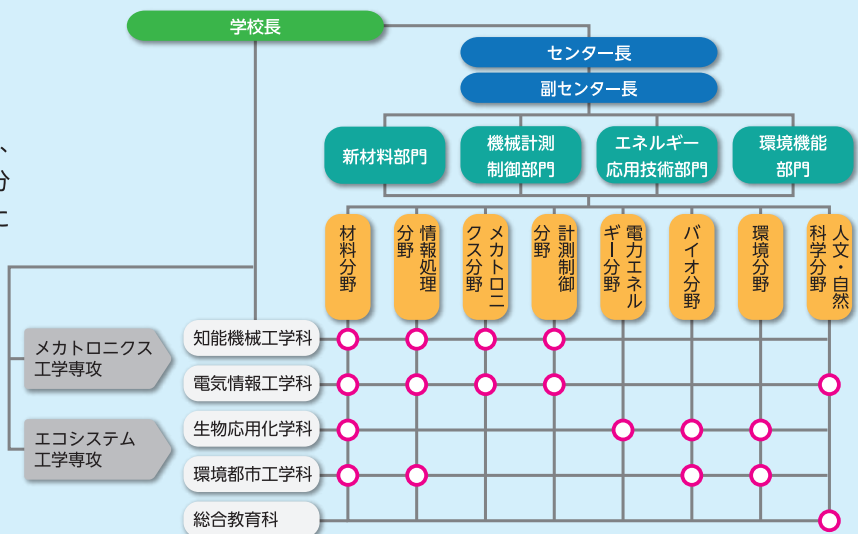 学校長
センター長
副センター長
、
分
に
新材料部門
機械計測
制御部門
エネルギー
応用技術部門
環境機能
部門
材料分野
情報処理
分野
メカトロニ
クス分野
計測制御
分野
電力エネル
ギー分野
バイオ分野
環境分野
人文・自然
科学分野
メカトロニクス
工学専攻
エコシステム
工学専攻
知能機械工学科
電気情報工学科
生物応用化学科
環境都市工学科
総合教育科